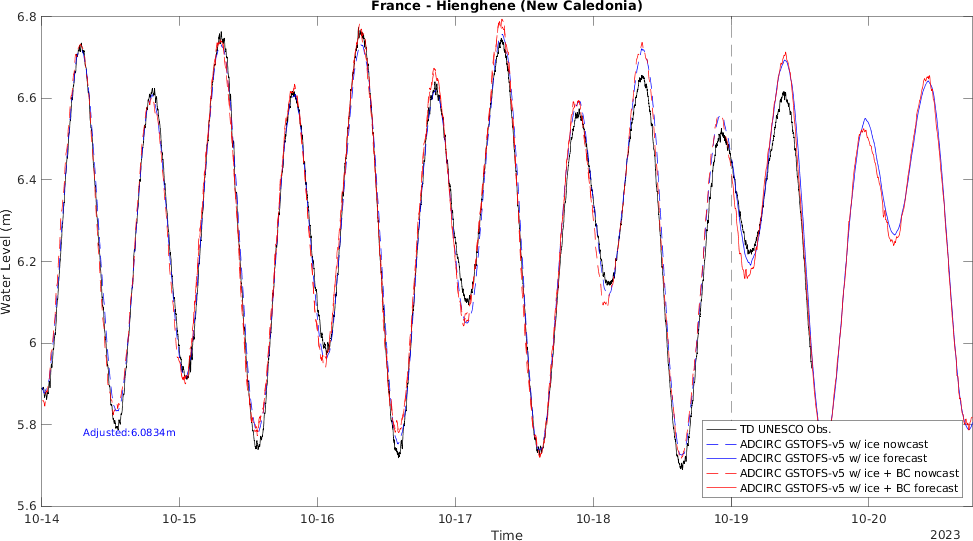 France - Hienghene (New Caledonia)
6.8
6.6
6.4
6.2
6
5.8
5.6
Water Level (m)
Adjusted:6.0834m
TD UNESCO Obs.
ADCIRC GSTOFS-v5 w/ ice nowcast
ADCIRC GSTOFS-v5 w/ ice forecast
ADCIRC GSTOFS-v5 w/ ice + BC nowcast
ADCIRC GSTOFS-v5 w/ ice + BC forecast
10-14 10-15 10-16 10-17 10-18 10-19 10-20
Time
2023